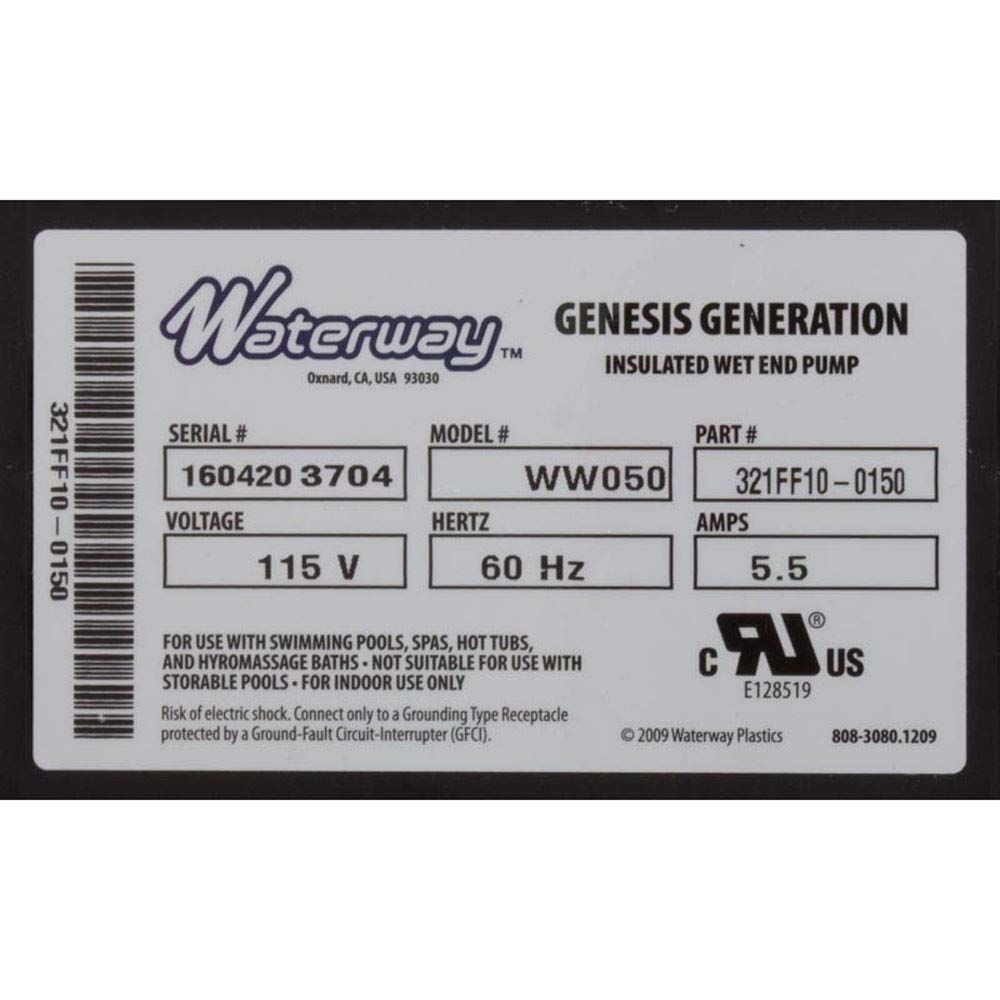 Waterway™
Oxnard, CA, USA 93030
GENESIS GENERATION
INSULATED WET END PUMP
321FF10-0150
SERIAL #
160420 3704
MODEL #
WW050
PART #
321FF10-0150
VOLTAGE
115 V
HERTZ
60 Hz
AMPS
5.5
FOR USE WITH SWIMMING POOLS, SPAS, HOT TUBS,
AND HYROMASSAGE BATHS • NOT SUITABLE FOR USE WITH
STORABLE POOLS • FOR INDOOR USE ONLY
Risk of electric shock. Connect only to a Grounding Type Receptacle
protected by a Ground-Fault Circuit-Interrupter (GFCI).
C RU® US
E128519
© 2009 Waterway Plastics
808-3080.1209